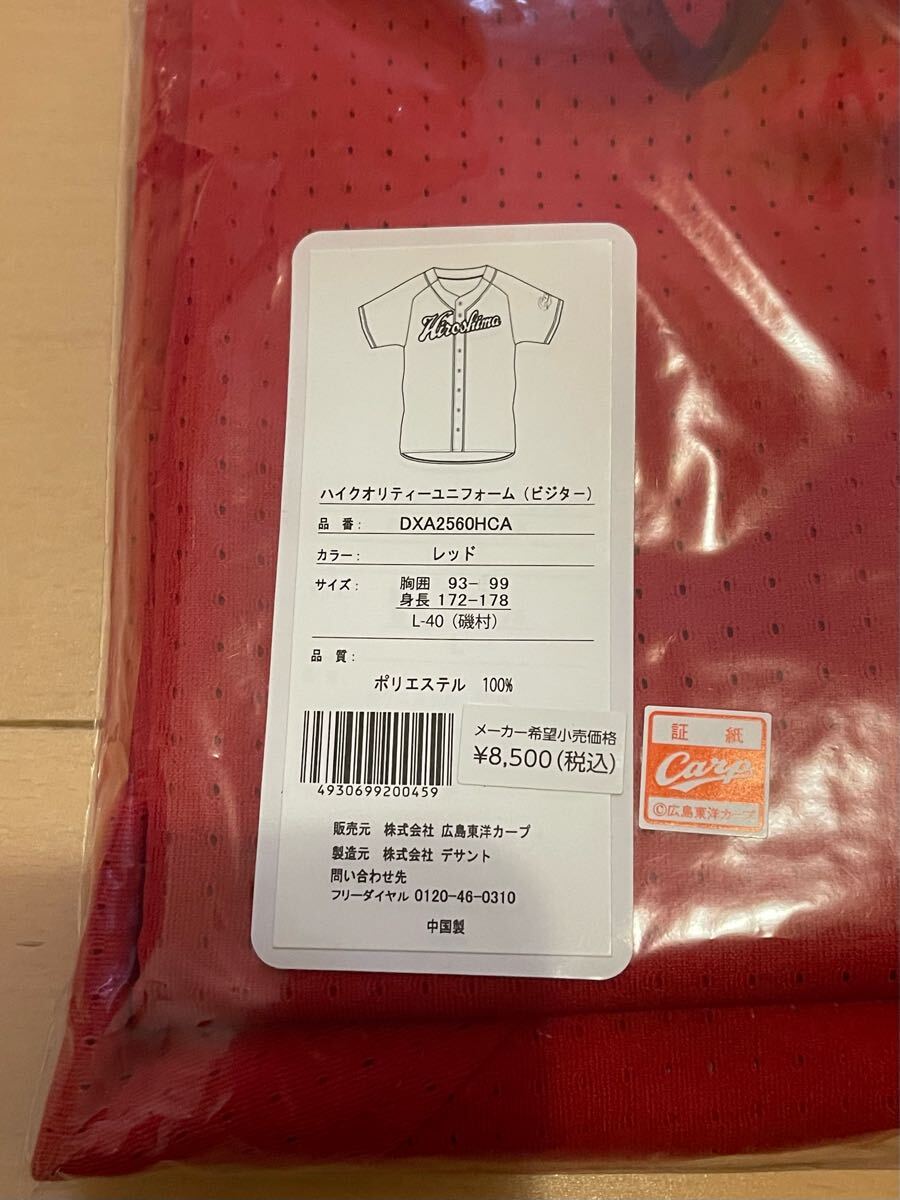 Hiroshima
ハイクオリティーユニフォーム（ビジター）
品 番： DXA2560HCA
カラー： レッド
サイズ： 胸囲 93- 99
身長 172-178
L-40（磯村）
品 質：
ポリエステル 100%
メーカー希望小売価格
¥8,500(税込)
4930699200459
証 紙
Carp
©広島東洋カープ
販売元 株式会社 広島東洋カープ
製造元 株式会社 デサント
問い合わせ先
フリーダイヤル 0120-46-0310
中国製